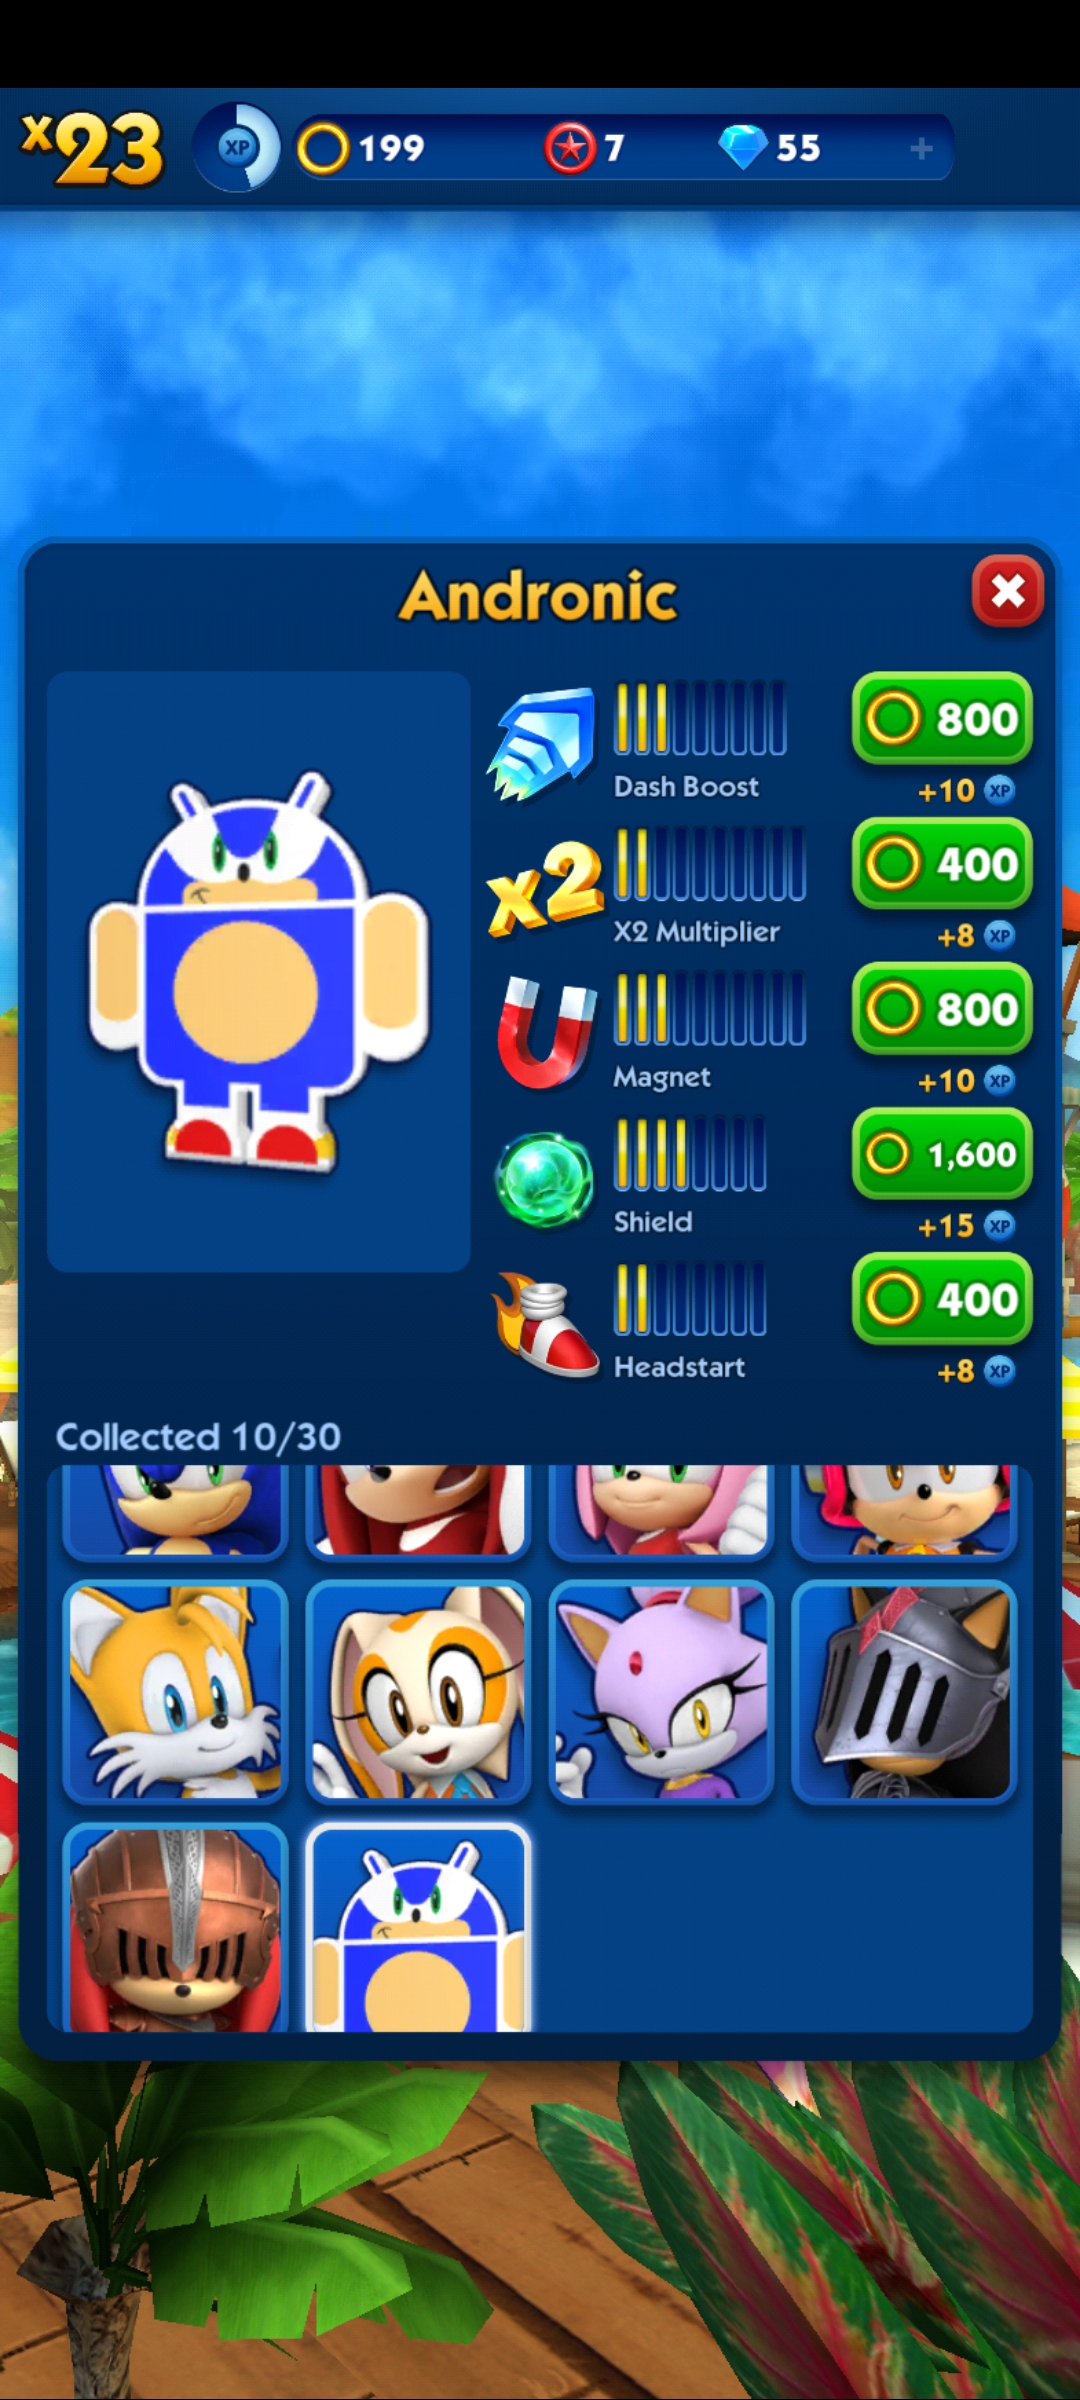 x23 XP 199 7 55 +
Andronic
800
Dash Boost
+10 XP
x2 400
X2 Multiplier
+8 XP
800
Magnet
+10 XP
1,600
Shield
+15 XP
400
Headstart
+8 XP
Collected 10/30